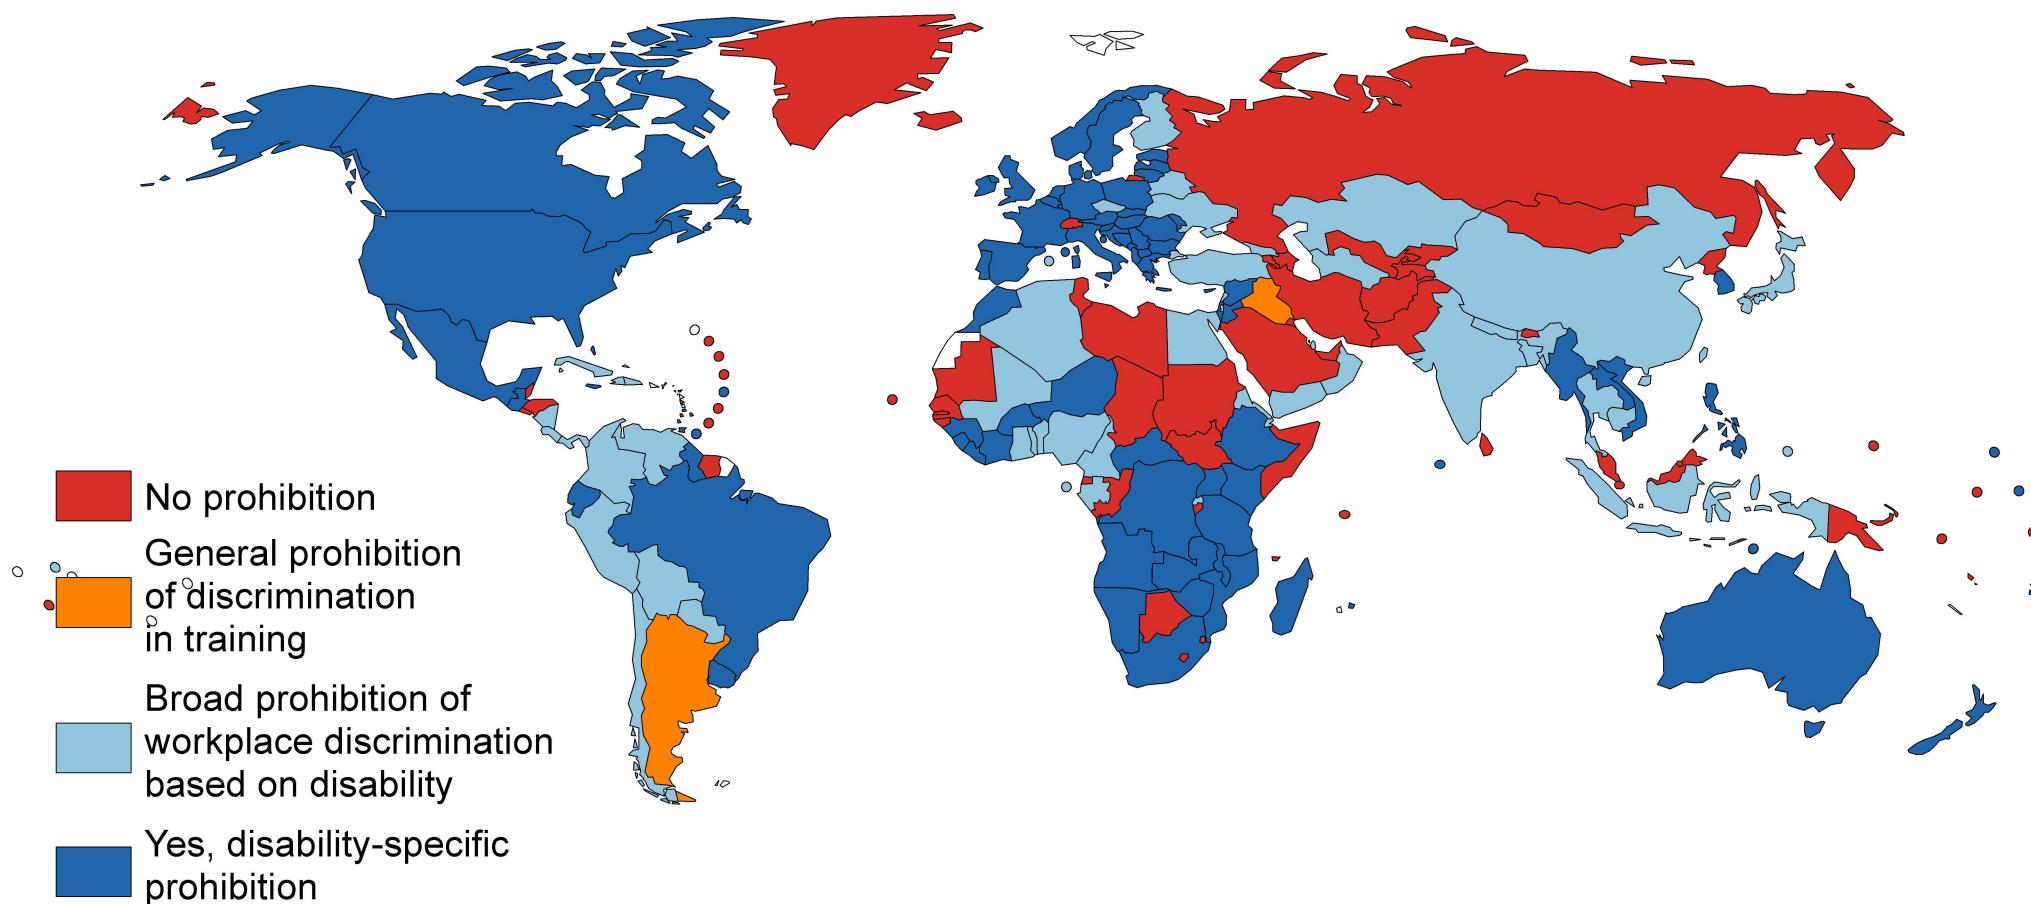 No prohibition
General prohibition
of discrimination
in training
Broad prohibition of
workplace discrimination
based on disability
Yes, disability-specific
prohibition